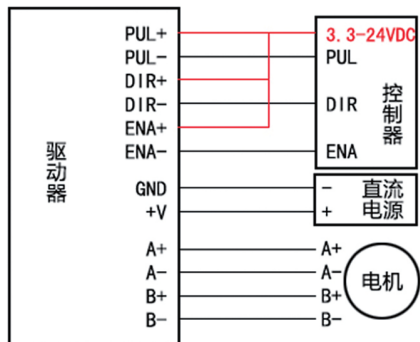 PUL+
PUL-
DIR+
DIR-
ENA+
ENA-
GND
+V
A+
A-
B+
B-
驱动器
3.3-24VDC
PUL
DIR
ENA
控制器
- 直流
+ 电源
A+
A-
B+
B-
电机